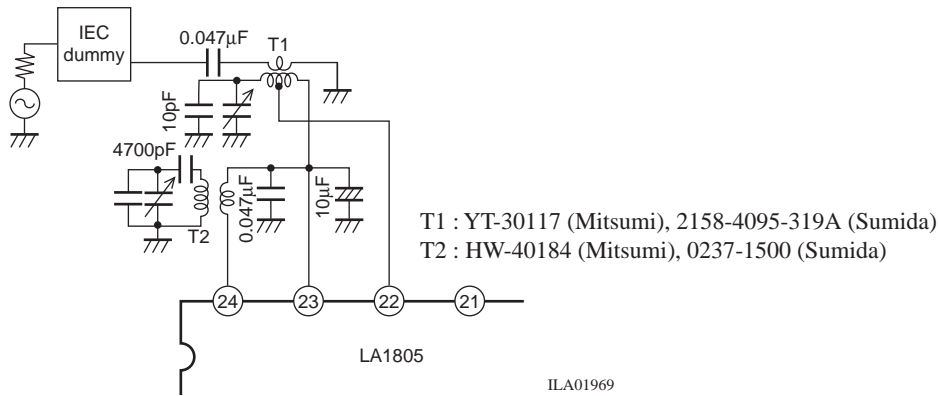 IEC
dummy
0.047μF
T1
10pF
4700pF
T2
0.047μF
10μF
T1 : YT-30117 (Mitsumi), 2158-4095-319A (Sumida)
T2 : HW-40184 (Mitsumi), 0237-1500 (Sumida)
24 23 22 21
LA1805
ILA01969